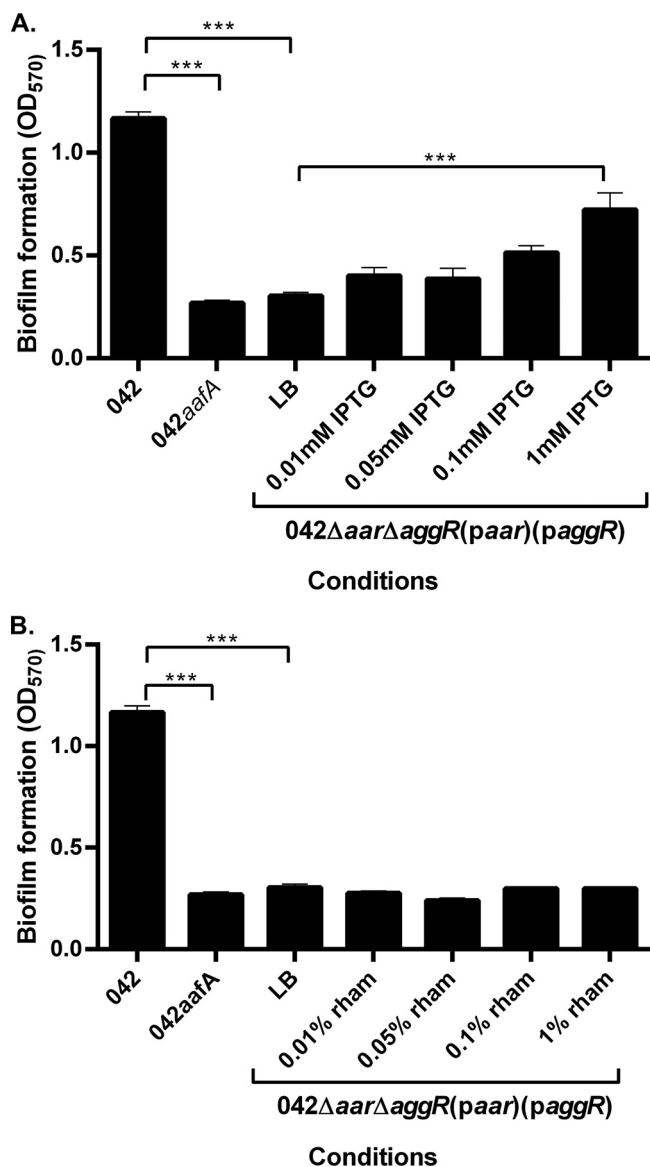 A.
***
***
***
Biofilm formation (OD570)
1.5
1.0
0.5
0.0
042
042aafA
LB
0.01mM IPTG
0.05mM IPTG
0.1mM IPTG
1mM IPTG
042ΔaarΔaggR(paar)(paggR)
Conditions
B.
***
***
Biofilm formation (OD570)
1.5
1.0
0.5
0.0
042
042aafA
LB
0.01% rham
0.05% rham
0.1% rham
1% rham
042ΔaarΔaggR(paar)(paggR)
Conditions